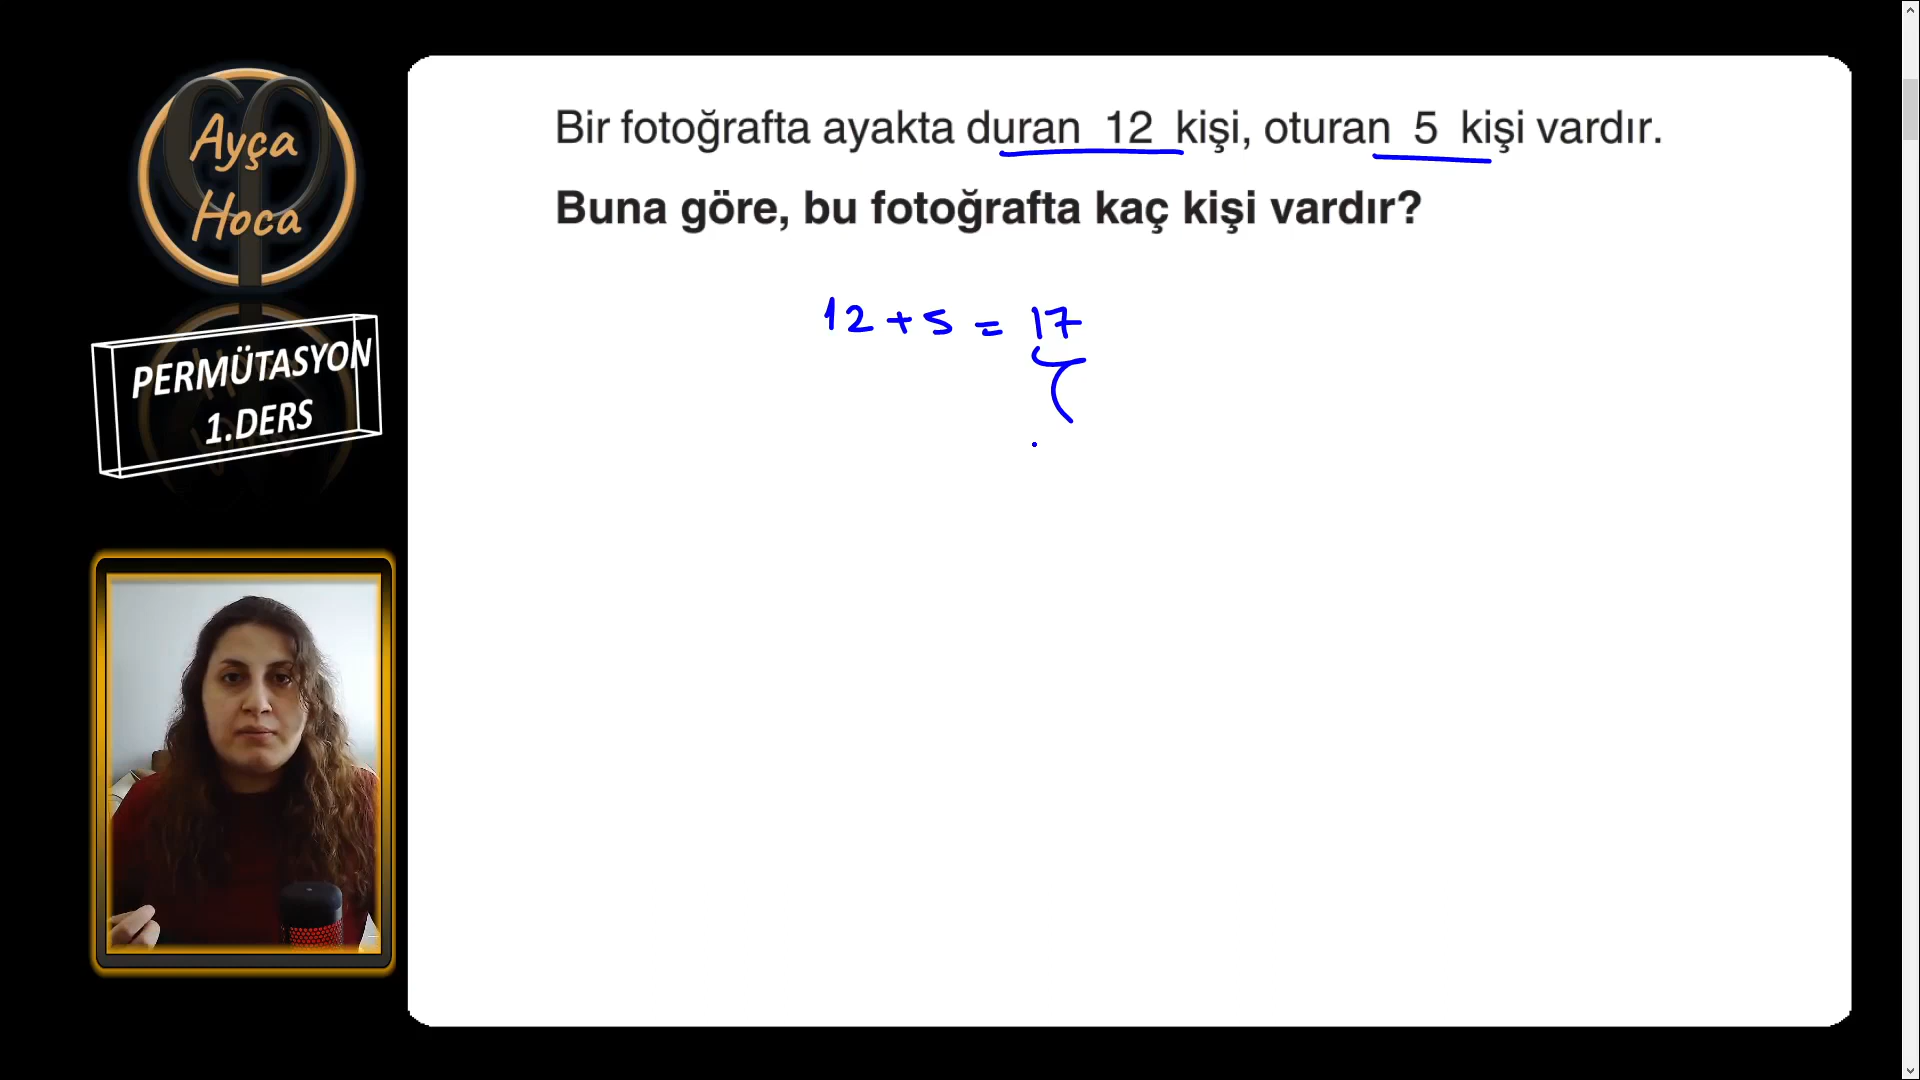 Ayça
Hoca
PERMÜTASYON
1.DERS
Bir fotoğrafta ayakta duran 12 kişi, oturan 5 kişi vardır.
Buna göre, bu fotoğrafta kaç kişi vardır?
12 + 5 = 17